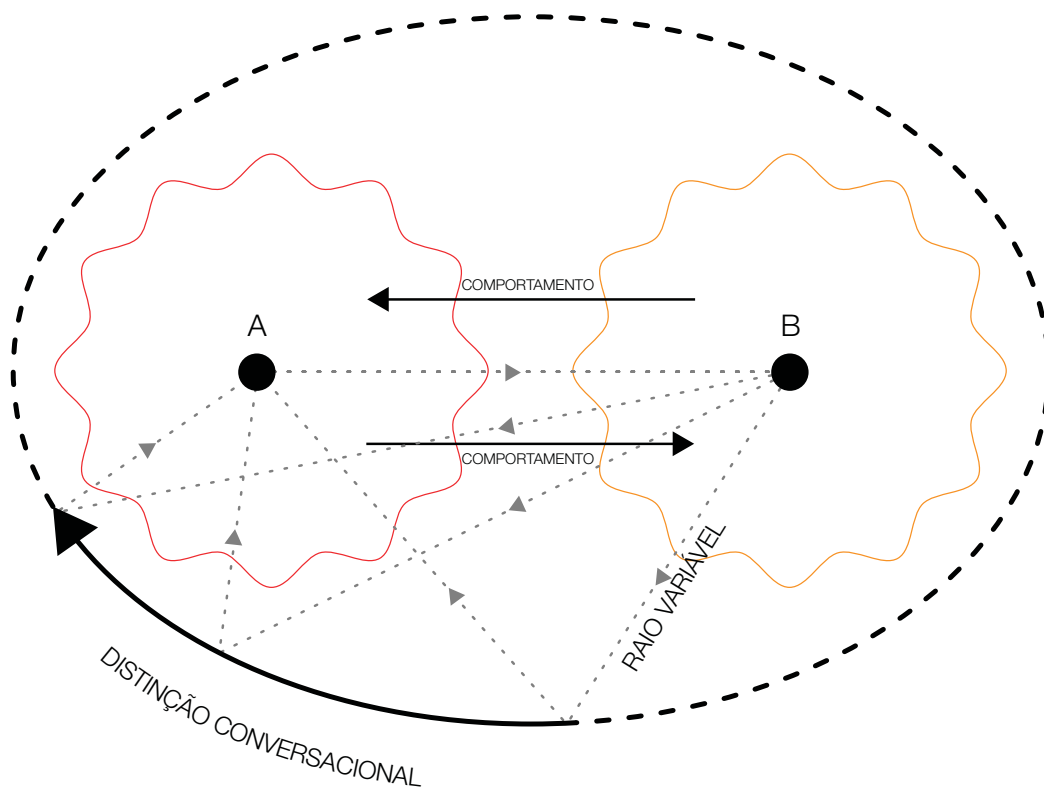 COMPORTAMENTO
A
B
COMPORTAMENTO
RAIO VARIÁVEL
DISTINÇÃO CONVERSACIONAL